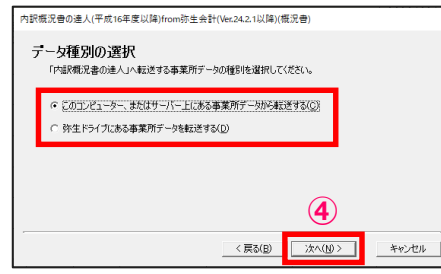 内訳概況書の達人(平成16年度以降)from弥生会計(Ver.24.2.1以降)(概況書)
データ種別の選択
「内訳概況書の達人」へ転送する事業所データの種別を選択してください。
このコンピューター、またはサーバー上にある事業所データから転送する(C)
弥生ドライブにある事業所データを転送する(D)
④
< 戻る(B)
次へ(N) >
キャンセル